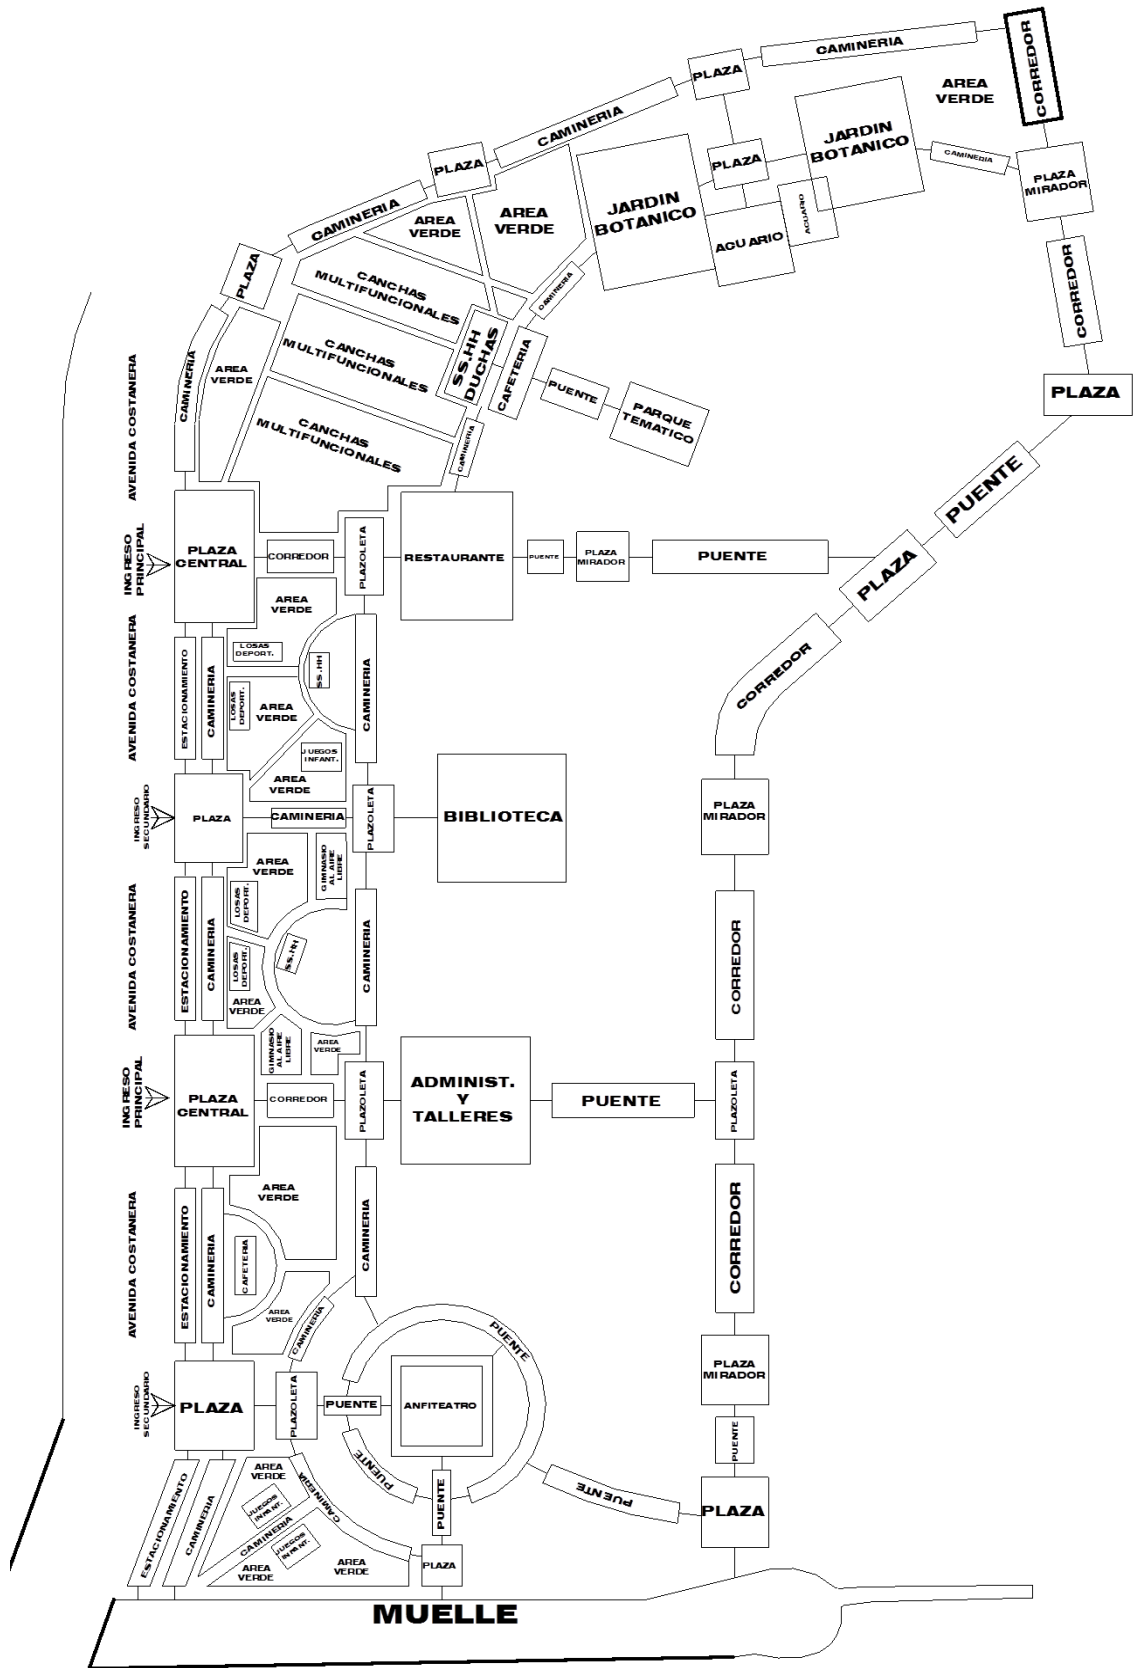 CAMINERIA
CORREDOR
PLAZA
AREA
VERDE
CAMINERIA
JARDIN
BOTANICO
PLAZA
CAMINERIA
PLAZA
PLAZA
MIRADOR
CAMINERIA
AREA
VERDE
AREA
VERDE
JARDIN
BOTANICO
ACUARIO
ACUARIO
PLAZA
CANCHAS
MULTIFUNCIONALES
CAMINERIA
CORREDOR
AVENIDA COSTANERA
CAMINERIA
AREA
VERDE
CANCHAS
MULTIFUNCIONALES
SS.HH
DUCHAS
CAFETERIA
PUENTE
PARQUE
TEMATICO
PLAZA
CANCHAS
MULTIFUNCIONALES
CAMINERIA
PUENTE
INGRESO
PRINCIPAL
PLAZA
CENTRAL
CORREDOR
PLAZOLETA
RESTAURANTE
PUENTE
PLAZA
MIRADOR
PUENTE
PLAZA
AREA
VERDE
AVENIDA COSTANERA
ESTACIONAMIENTO
CAMINERIA
LOSAS
DEPORT.
SS.HH
CAMINERIA
CORREDOR
LOSAS
DEPORT.
AREA
VERDE
JUEGOS
INFANT.
AREA
VERDE
INGRESO
SECUNDARIO
PLAZA
CAMINERIA
PLAZOLETA
BIBLIOTECA
PLAZA
MIRADOR
AREA
VERDE
GIMNASIO
AL AIRE
LIBRE
AVENIDA COSTANERA
ESTACIONAMIENTO
CAMINERIA
LOSAS
DEPORT.
SS.HH
CAMINERIA
CORREDOR
LOSAS
DEPORT.
AREA
VERDE
GIMNASIO
AL AIRE
LIBRE
AREA
VERDE
INGRESO
PRINCIPAL
PLAZA
CENTRAL
CORREDOR
PLAZOLETA
ADMINIST.
Y
TALLERES
PUENTE
PLAZOLETA
AREA
VERDE
AVENIDA COSTANERA
ESTACIONAMIENTO
CAMINERIA
CAFETERIA
CAMINERIA
CORREDOR
AREA
VERDE
CAMINERIA
PUENTE
PLAZA
MIRADOR
INGRESO
SECUNDARIO
PLAZA
PLAZOLETA
PUENTE
ANFITEATRO
PUENTE
AREA
VERDE
PUENTE
PUENTE
PUENTE
PLAZA
ESTACIONAMIENTO
CAMINERIA
JUEGOS
INFANT.
CAMINERIA
CAMINERIA
JUEGOS
INFANT.
AREA
VERDE
AREA
VERDE
PLAZA
MUELLE